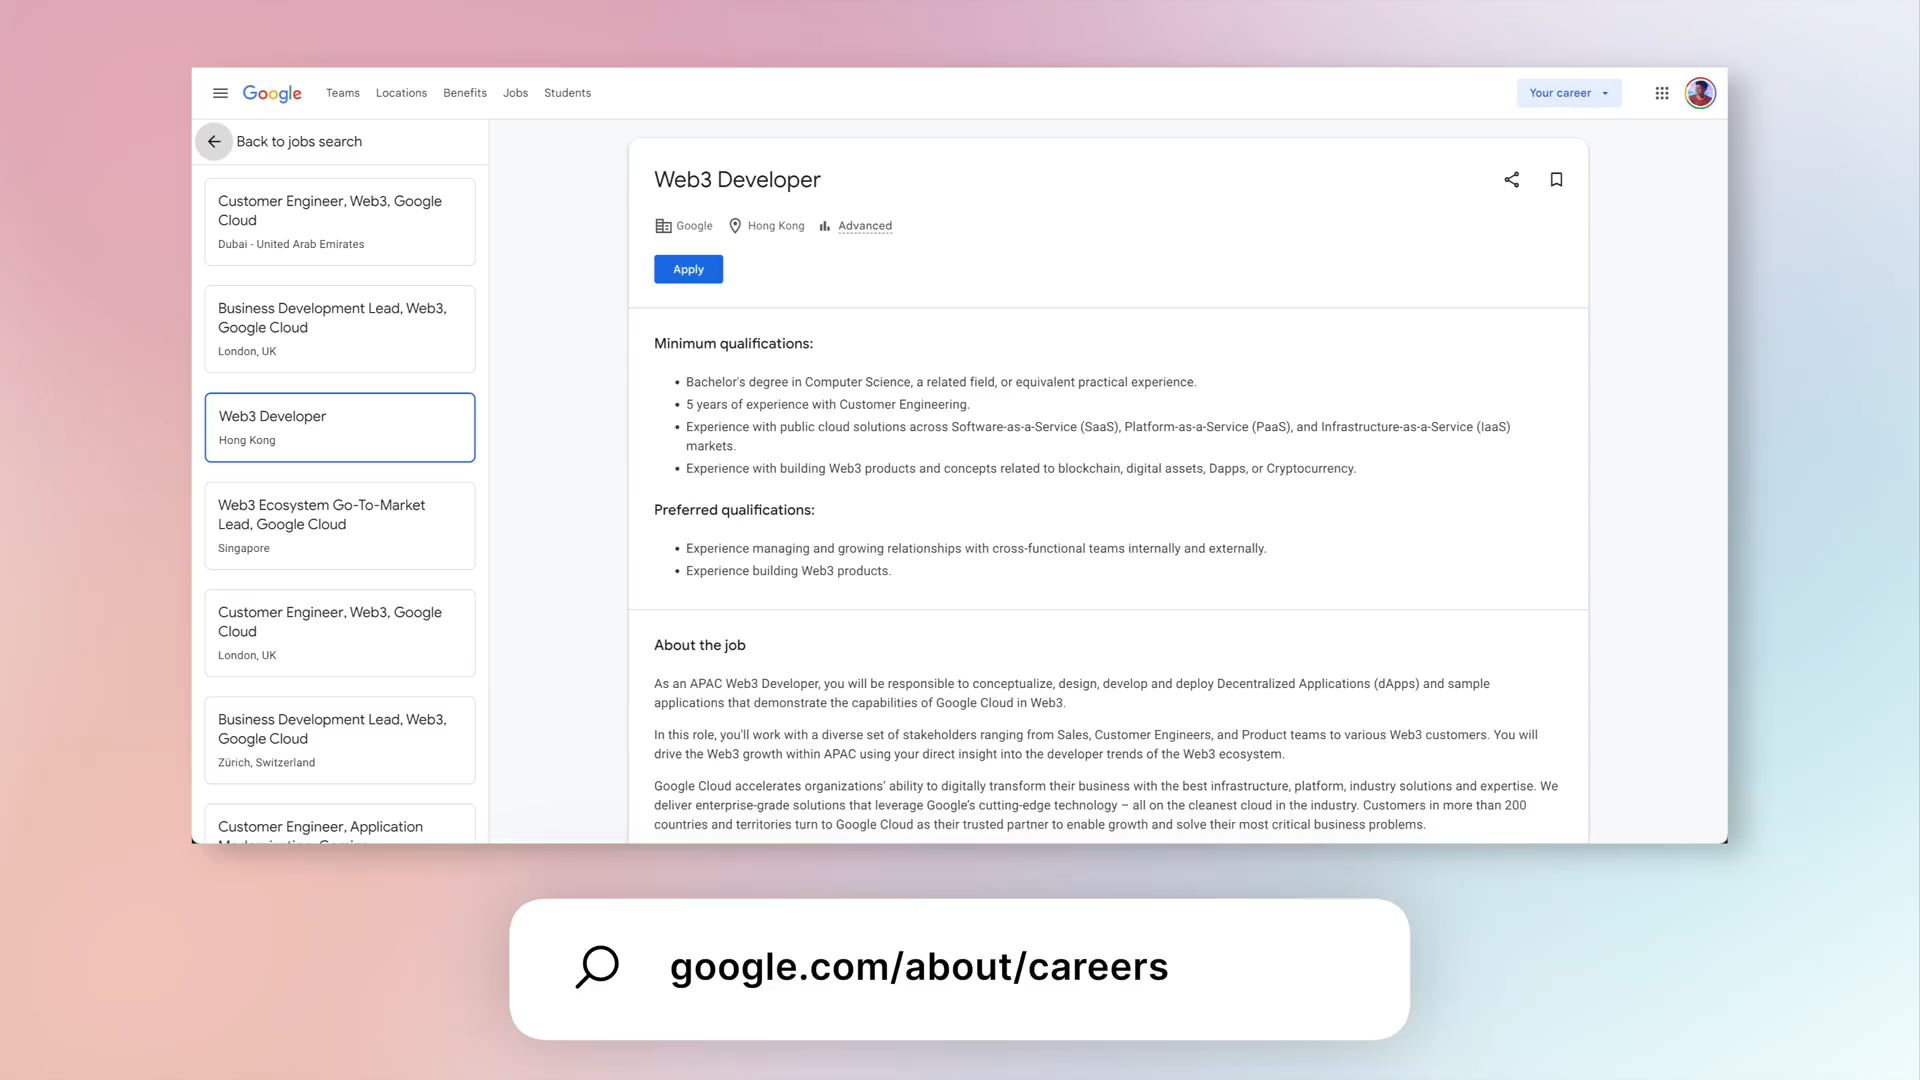 Google
Teams
Locations
Benefits
Jobs
Students
Your career
Back to jobs search
Customer Engineer, Web3, Google
Cloud
Dubai - United Arab Emirates
Business Development Lead, Web3,
Google Cloud
London, UK
Web3 Developer
Hong Kong
Web3 Ecosystem Go-To-Market
Lead, Google Cloud
Singapore
Customer Engineer, Web3, Google
Cloud
London, UK
Business Development Lead, Web3,
Google Cloud
Zürich, Switzerland
Customer Engineer, Application
Web3 Developer
Google
Hong Kong
Advanced
Apply
Minimum qualifications:
• Bachelor's degree in Computer Science, a related field, or equivalent practical experience.
• 5 years of experience with Customer Engineering.
• Experience with public cloud solutions across Software-as-a-Service (SaaS), Platform-as-a-Service (PaaS), and Infrastructure-as-a-Service (IaaS)
markets.
• Experience with building Web3 products and concepts related to blockchain, digital assets, Dapps, or Cryptocurrency.
Preferred qualifications:
• Experience managing and growing relationships with cross-functional teams internally and externally.
• Experience building Web3 products.
About the job
As an APAC Web3 Developer, you will be responsible to conceptualize, design, develop and deploy Decentralized Applications (dApps) and sample
applications that demonstrate the capabilities of Google Cloud in Web3.
In this role, you'll work with a diverse set of stakeholders ranging from Sales, Customer Engineers, and Product teams to various Web3 customers. You will
drive the Web3 growth within APAC using your direct insight into the developer trends of the Web3 ecosystem.
Google Cloud accelerates organizations’ ability to digitally transform their business with the best infrastructure, platform, industry solutions and expertise. We
deliver enterprise-grade solutions that leverage Google’s cutting-edge technology – all on the cleanest cloud in the industry. Customers in more than 200
countries and territories turn to Google Cloud as their trusted partner to enable growth and solve their most critical business problems.
google.com/about/careers